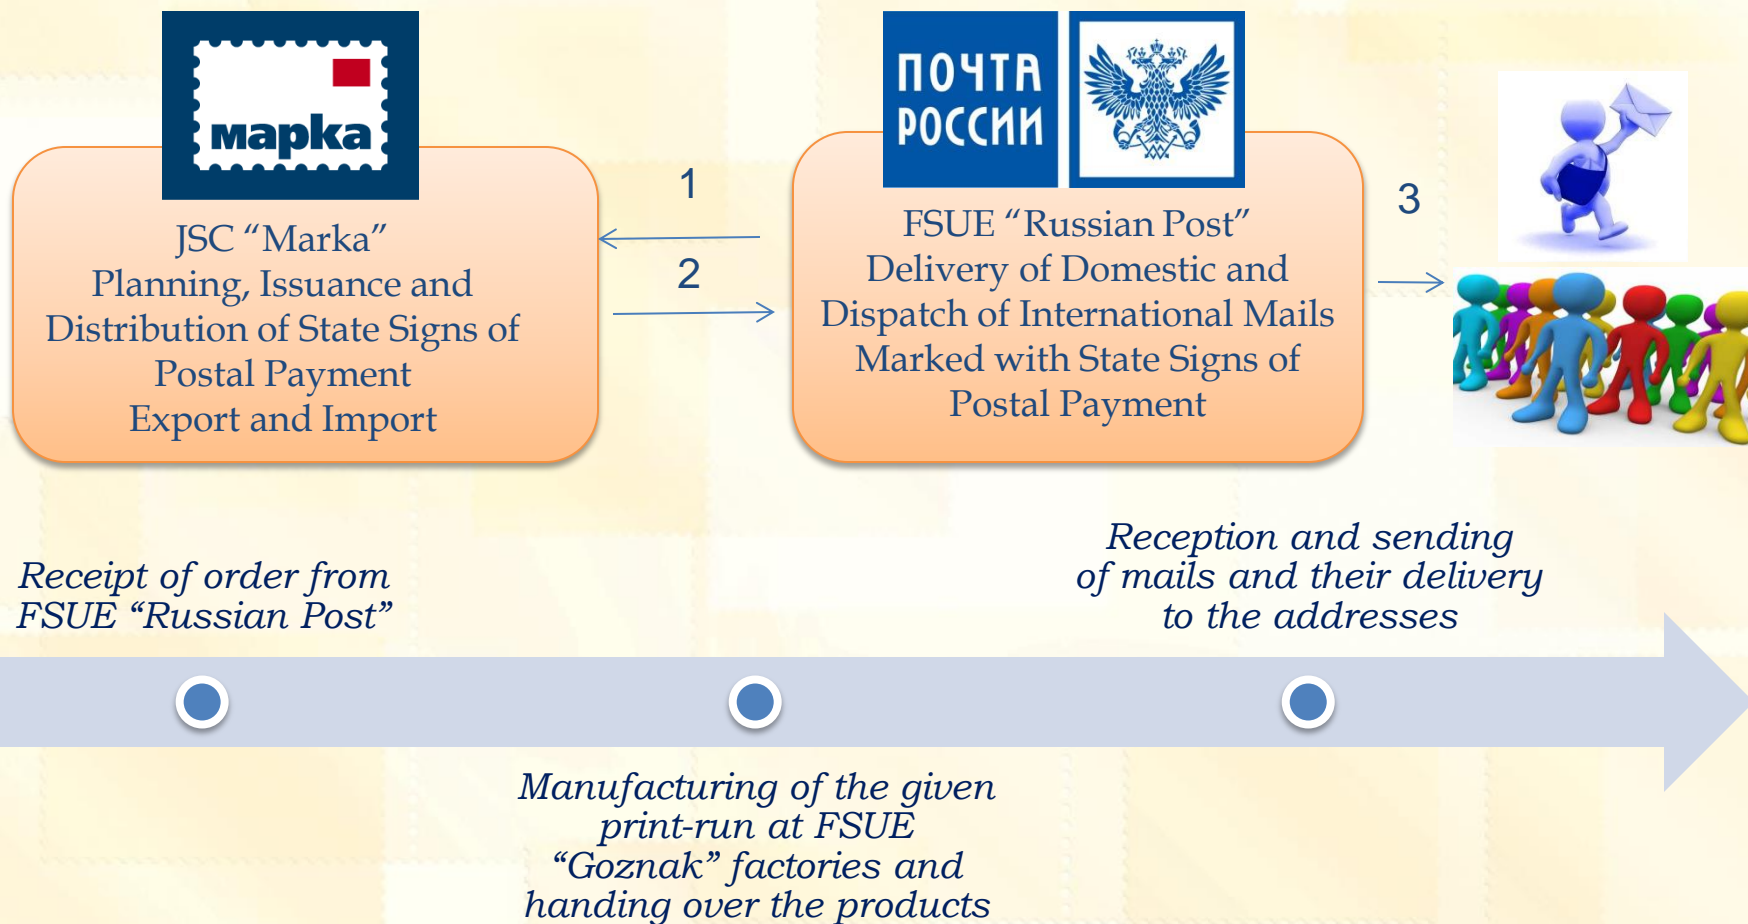 марка
JSC “Marka”
Planning, Issuance and
Distribution of State Signs of
Postal Payment
Export and Import
1
2
ПОЧТА
РОССИИ
FSUE “Russian Post”
Delivery of Domestic and
Dispatch of International Mails
Marked with State Signs of
Postal Payment
3
Receipt of order from
FSUE “Russian Post”
Manufacturing of the given
print-run at FSUE
“Goznak” factories and
handing over the products
Reception and sending
of mails and their delivery
to the addresses